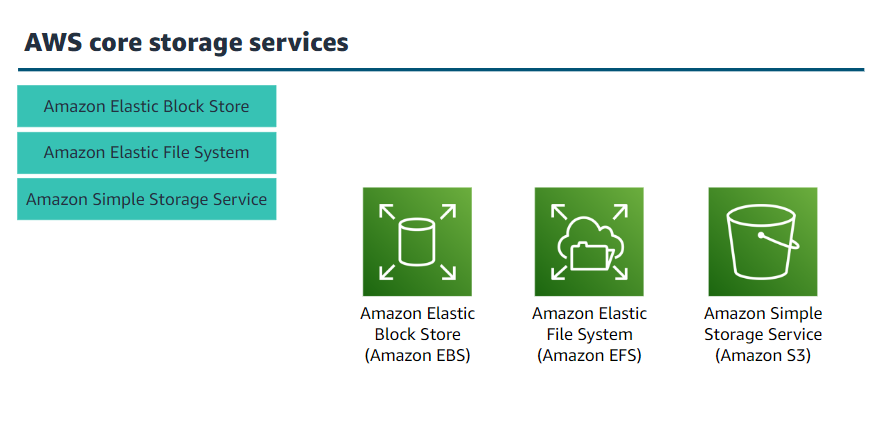 AWS core storage services
Amazon Elastic Block Store
Amazon Elastic File System
Amazon Simple Storage Service
Amazon Elastic
Block Store
(Amazon EBS)
Amazon Elastic
File System
(Amazon EFS)
Amazon Simple
Storage Service
(Amazon S3)